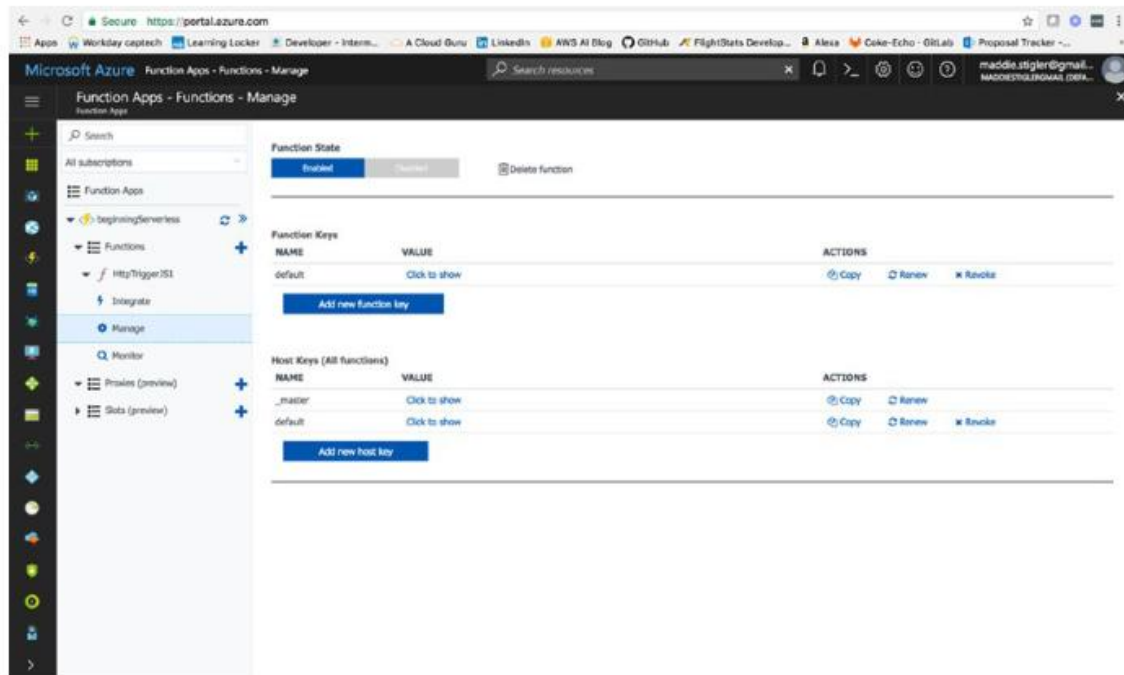 Secure https://portal.azure.com
Apps Workday captech Learning Locker Developer - Interm... A Cloud Guru LinkedIn AWS AI Blog GitHub FlightStats Develop... Alexa Coke-Echo - GitLab Proposal Tracker -...
Microsoft Azure Function Apps - Functions - Manage Search resources maddie.stigler@gmail...
MADDIESTIGLERGMAIL (DEFA...
Function Apps - Functions - Manage
Function Apps
Search
All subscriptions
Function Apps
beginningServerless
Functions
HttpTriggerJS1
Integrate
Manage
Monitor
Proxies (preview)
Slots (preview)
Function State
Enabled Disabled Delete function
Function Keys
NAME VALUE ACTIONS
default Click to show Copy Renew Revoke
Add new function key
Host Keys (All functions)
NAME VALUE ACTIONS
_master Click to show Copy Renew
default Click to show Copy Renew Revoke
Add new host key